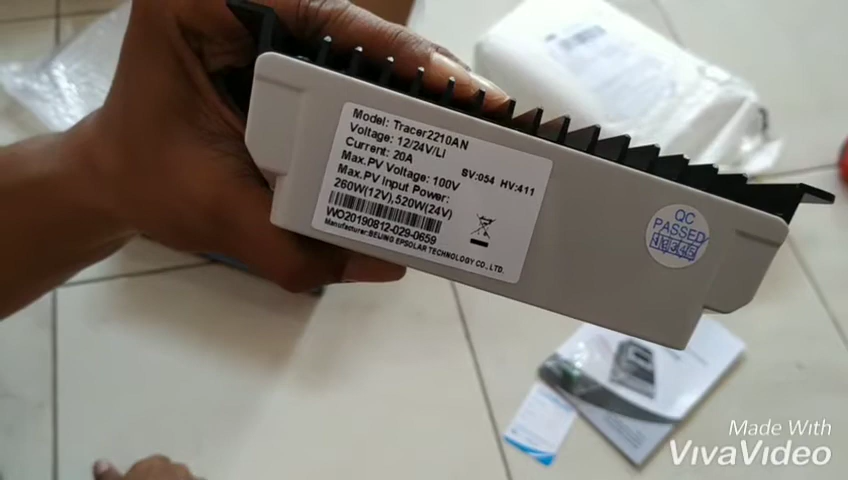 Model: Tracer2210AN
Voltage: 12/24V/Li
Current: 20A
SV:054 HV:411
Max.PV Voltage: 100V
Max.PV Input Power:
260W(12V),520W(24V)
WO20190812-029-0659
Manufacturer:BEIJING EPSOLAR TECHNOLOGY CO., LTD.
QC
PASSED
12345
Made With
VivaVideo